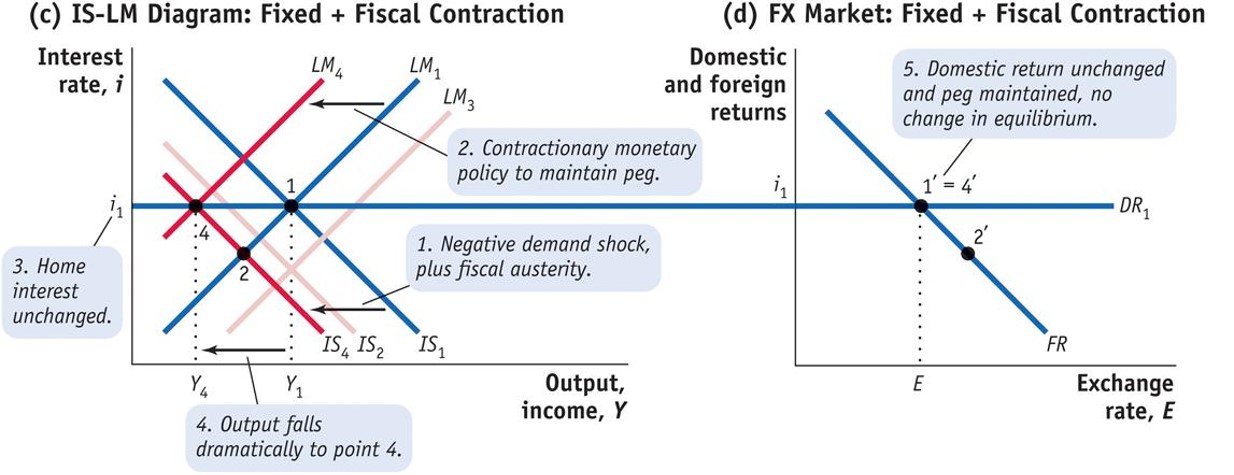 (c) IS-LM Diagram: Fixed + Fiscal Contraction
Interest
rate, i
LM4
LM1
LM3
2. Contractionary monetary
policy to maintain peg.
1
i1
4
2
1. Negative demand shock,
plus fiscal austerity.
3. Home
interest
unchanged.
IS4 IS2
IS1
Y4
Y1
Output,
income, Y
4. Output falls
dramatically to point 4.
(d) FX Market: Fixed + Fiscal Contraction
Domestic
and foreign
returns
5. Domestic return unchanged
and peg maintained, no
change in equilibrium.
i1
1′ = 4′
DR1
2′
FR
E
Exchange
rate, E